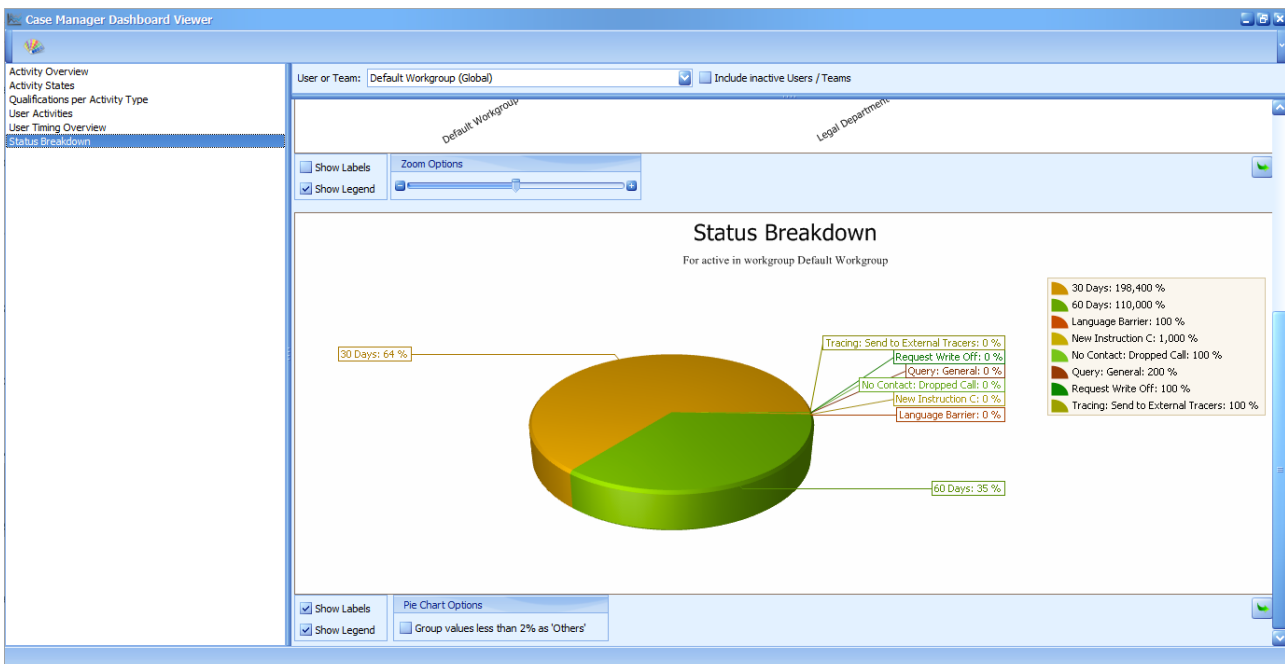 Case Manager Dashboard Viewer
Activity Overview
Activity States
Qualifications per Activity Type
User Activities
User Timing Overview
Status Breakdown
User or Team: Default Workgroup (Global)
Include inactive Users / Teams
Default Workgroup
Legal Department
Show Labels
Show Legend
Zoom Options
Status Breakdown
For active in workgroup Default Workgroup
30 Days: 64 %
Tracing: Send to External Tracers: 0 %
Request Write Off: 0 %
Query: General: 0 %
No Contact: Dropped Call: 0 %
New Instruction C: 0 %
Language Barrier: 0 %
60 Days: 35 %
30 Days: 198,400 %
60 Days: 110,000 %
Language Barrier: 100 %
New Instruction C: 1,000 %
No Contact: Dropped Call: 100 %
Query: General: 200 %
Request Write Off: 100 %
Tracing: Send to External Tracers: 100 %
Show Labels
Show Legend
Pie Chart Options
Group values less than 2% as 'Others'